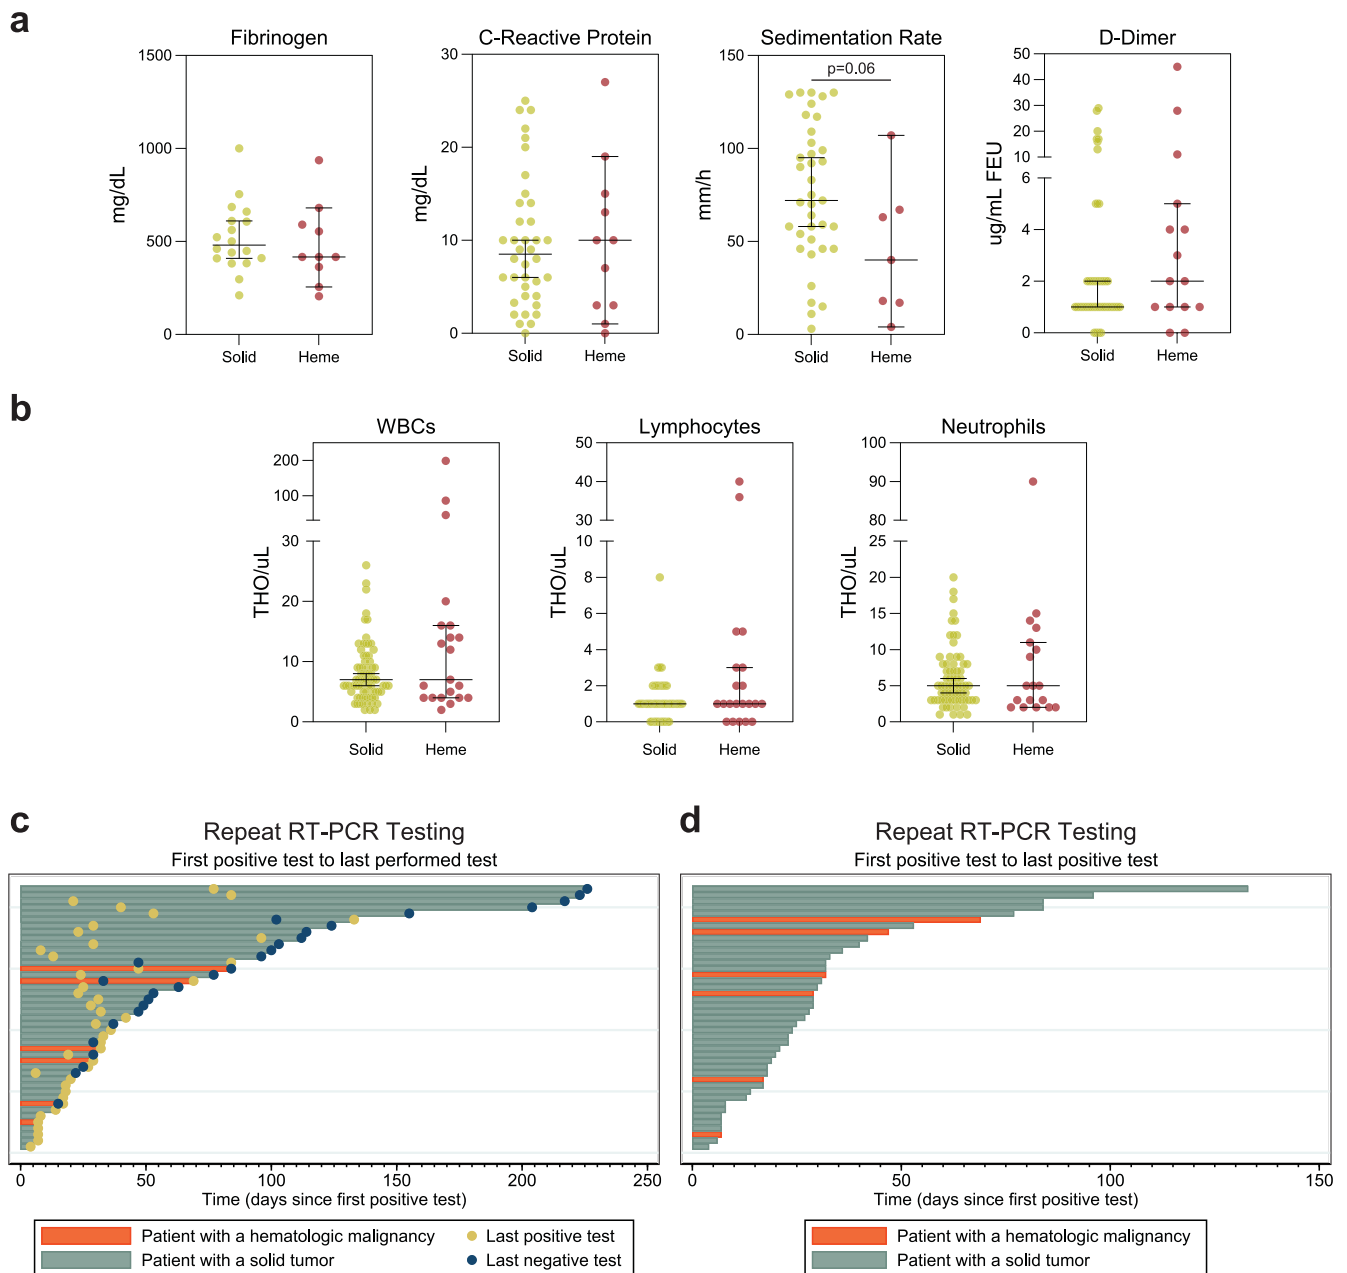 a
Fibrinogen
C-Reactive Protein
Sedimentation Rate
D-Dimer
1500
1000
500
0
mg/dL
Solid
Heme
30
20
10
0
mg/dL
Solid
Heme
150
100
50
0
mm/h
p=0.06
Solid
Heme
50
40
30
20
10
6
4
2
0
ug/mL FEU
Solid
Heme
b
WBCs
Lymphocytes
Neutrophils
200
100
30
20
10
0
THO/uL
Solid
Heme
50
40
30
10
8
6
4
2
0
THO/uL
Solid
Heme
100
90
80
25
20
15
10
5
0
THO/uL
Solid
Heme
c
Repeat RT-PCR Testing
First positive test to last performed test
0 50 100 150 200 250
Time (days since first positive test)
Patient with a hematologic malignancy
Last positive test
Patient with a solid tumor
Last negative test
d
Repeat RT-PCR Testing
First positive test to last positive test
0 50 100 150
Time (days since first positive test)
Patient with a hematologic malignancy
Patient with a solid tumor